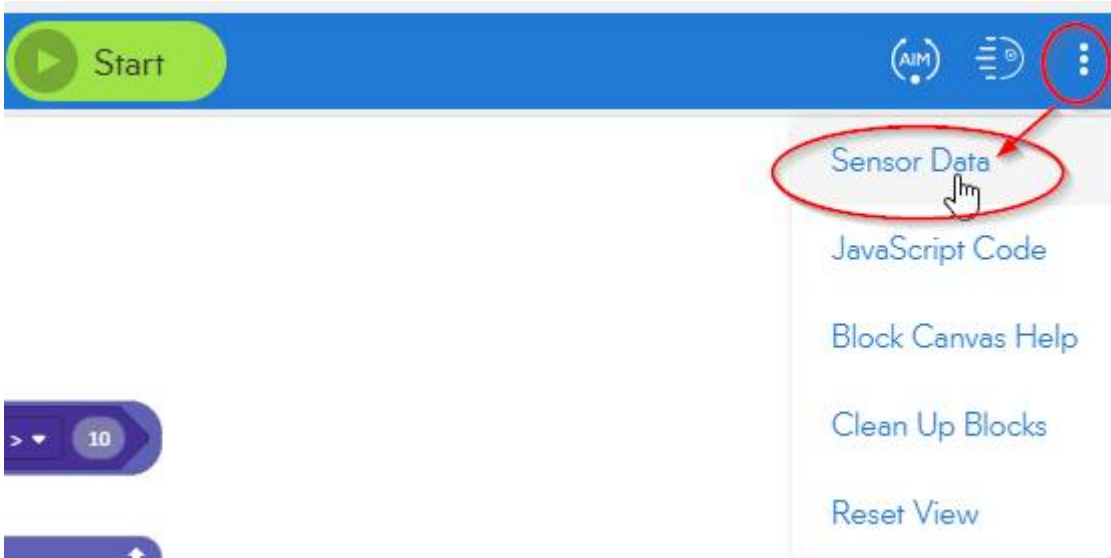 Start
AIM
Sensor Data
JavaScript Code
Block Canvas Help
> 10
Clean Up Blocks
Reset View